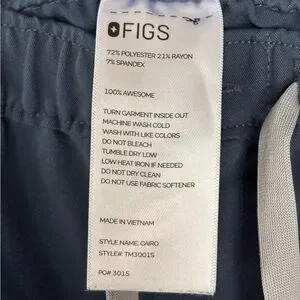 FIGS
72% POLYESTER 21% RAYON
7% SPANDEX
100% AWESOME
TURN GARMENT INSIDE OUT
MACHINE WASH COLD
WASH WITH LIKE COLORS
DO NOT BLEACH
TUMBLE DRY LOW
LOW HEAT IRON IF NEEDED
DO NOT DRY CLEAN
DO NOT USE FABRIC SOFTENER
MADE IN VIETNAM
STYLE NAME: CAIRO
STYLE#: TM3001S
PO# 3015